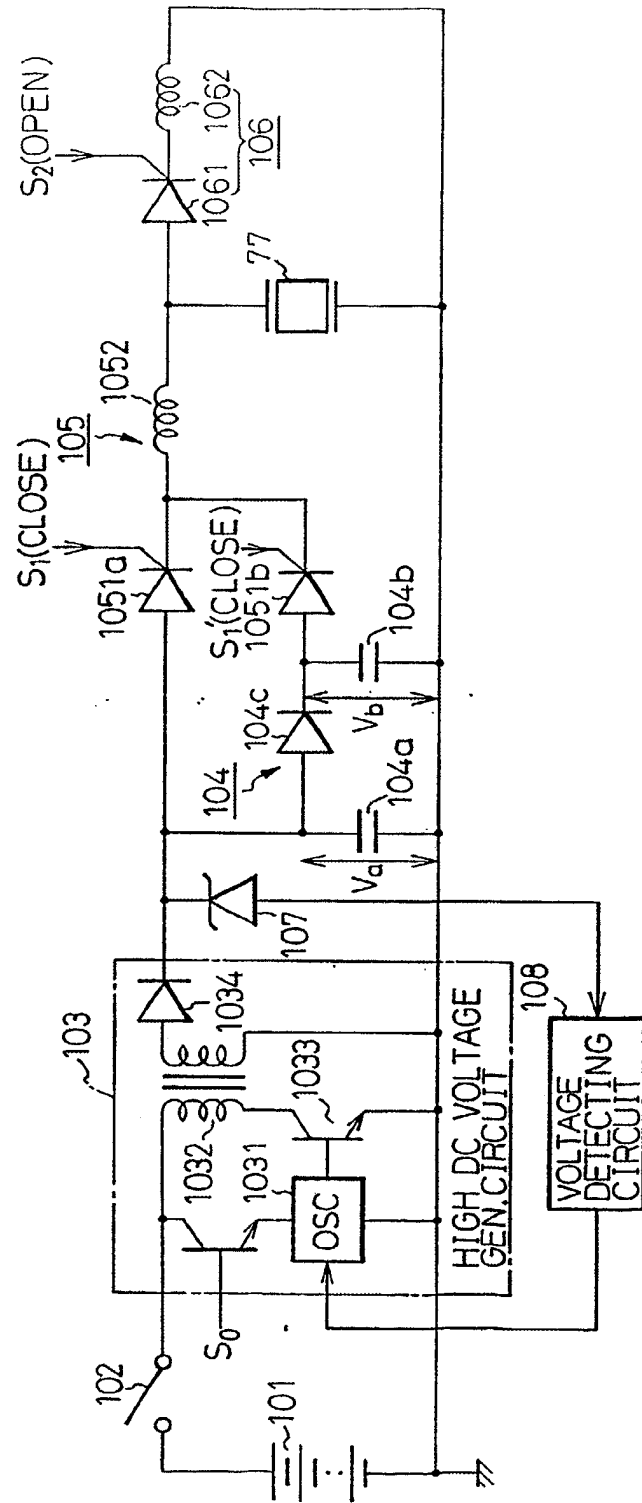 S₂(OPEN)
1062
1061
106
77
1052
105
S₁(CLOSE)
1051a
S₁'(CLOSE)
1051b
104b
104c
104
Vb
104a
Va
107
103
1034
1033
1032
1031
OSC
HIGH DC VOLTAGE
GEN.CIRCUIT
108
VOLTAGE
DETECTING
CIRCUIT
S₀
102
101